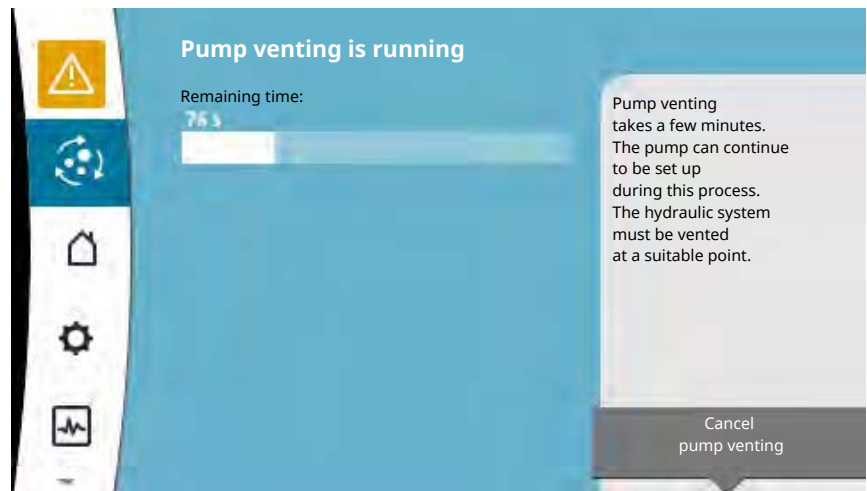 Pump venting is running
Remaining time:
76 s
Pump venting
takes a few minutes.
The pump can continue
to be set up
during this process.
The hydraulic system
must be vented
at a suitable point.
Cancel
pump venting